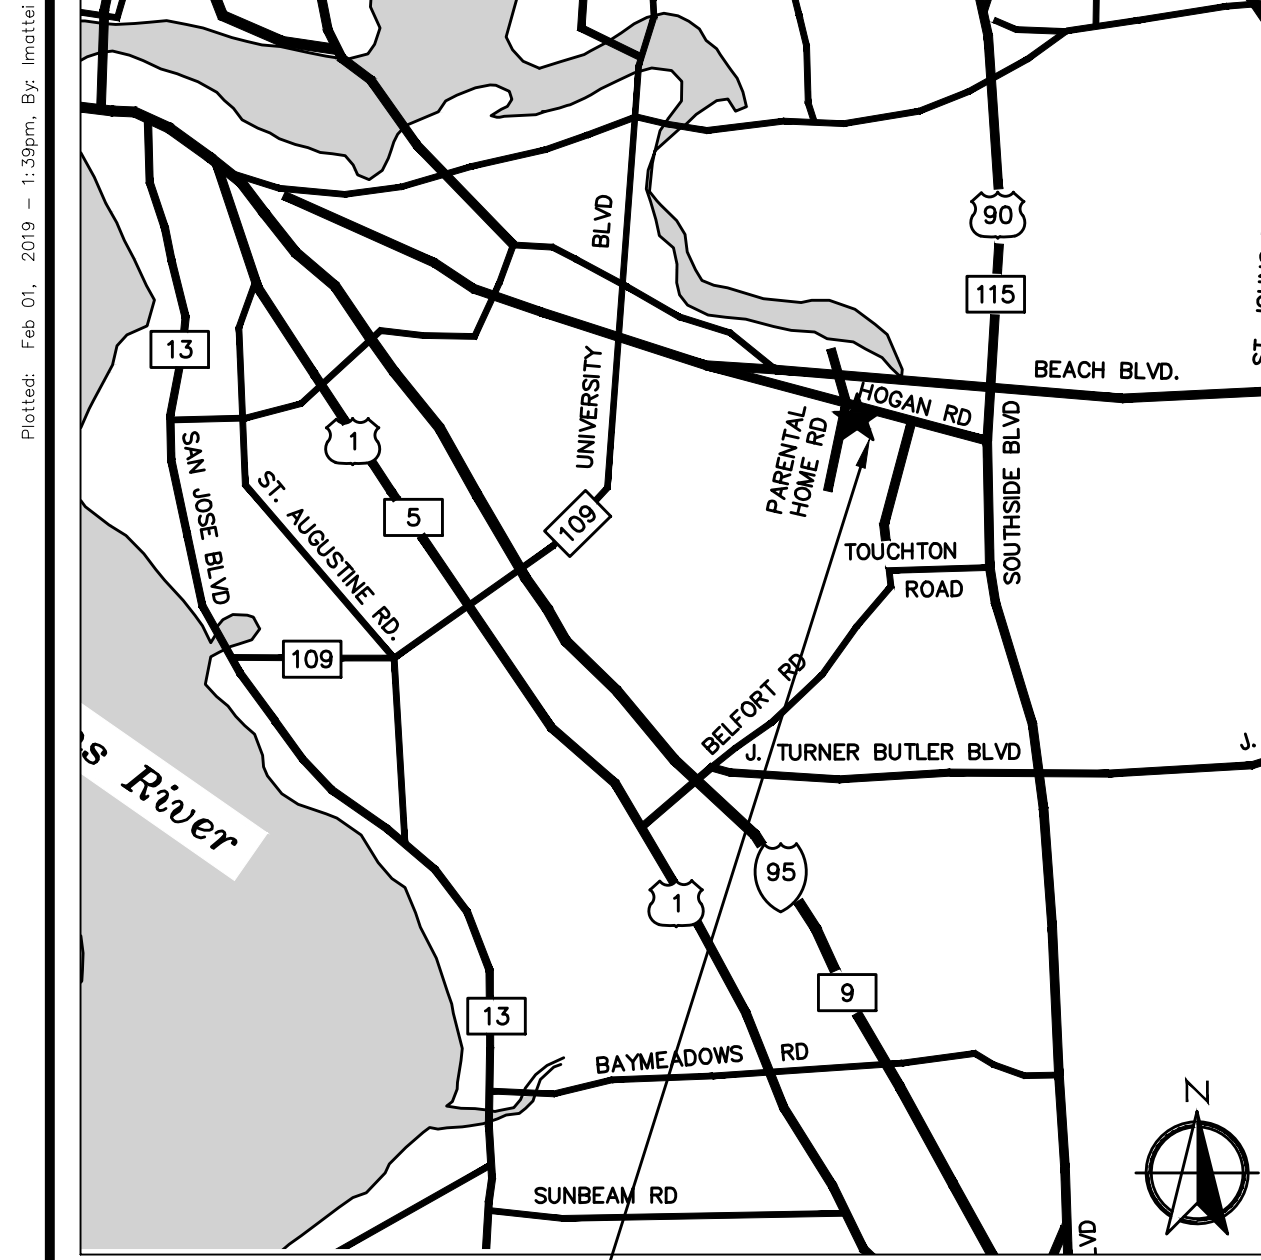 Plotted: Feb 01, 2019 - 1:39pm, By: lmattei
BLVD
90
115
13
BEACH BLVD.
HOGAN RD
1
UNIVERSITY
PARENTAL
HOME RD
SAN JOSE BLVD
ST. AUGUSTINE RD.
5
109
SOUTHSIDE BLVD
TOUCHTON
ROAD
109
BELFORT RD
J. TURNER BUTLER BLVD
J.
River
95
1
9
13
BAYMEADOWS RD
N
SUNBEAM RD